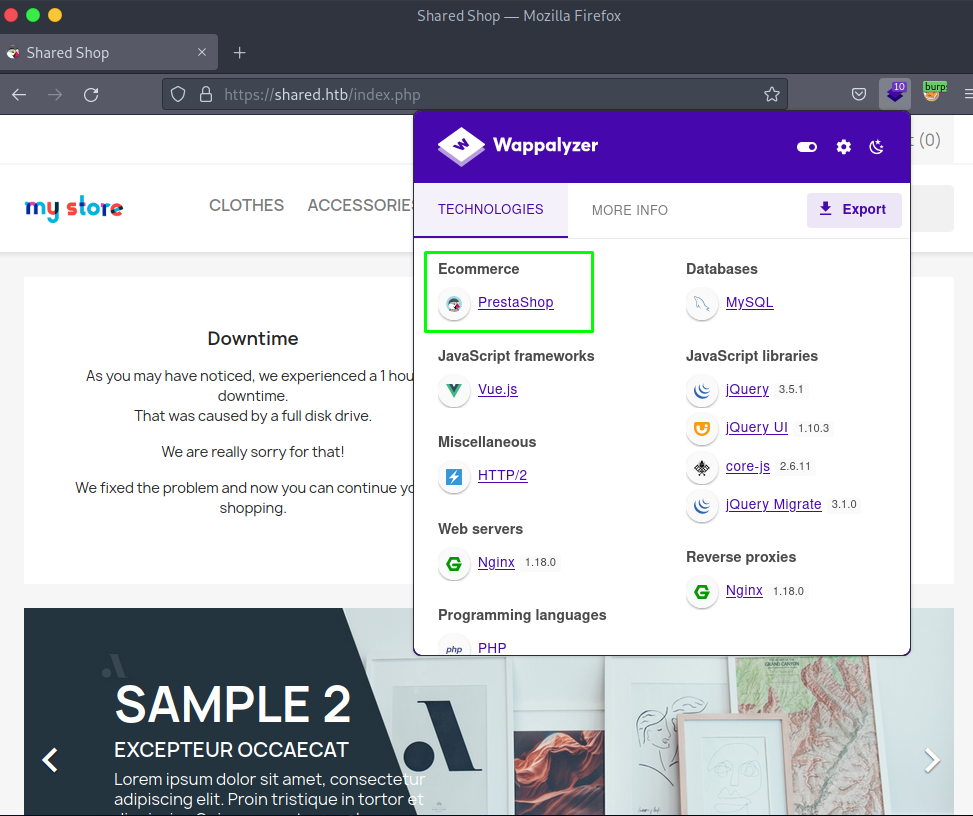 Shared Shop — Mozilla Firefox
Shared Shop
https://shared.htb/index.php
10
burp
Wappalyzer
t (0)
my store
CLOTHES
ACCESSORIES
TECHNOLOGIES
MORE INFO
Export
Ecommerce
PrestaShop
Databases
MySQL
JavaScript frameworks
Vue.js
JavaScript libraries
jQuery 3.5.1
jQuery UI 1.10.3
core-js 2.6.11
jQuery Migrate 3.1.0
Miscellaneous
HTTP/2
Web servers
Nginx 1.18.0
Reverse proxies
Nginx 1.18.0
Programming languages
php PHP
Downtime
As you may have noticed, we experienced a 1 hou
downtime.
That was caused by a full disk drive.
We are really sorry for that!
We fixed the problem and now you can continue yo
shopping.
SAMPLE 2
EXCEPTEUR OCCAECAT
Lorem ipsum dolor sit amet, consectetur
adipiscing elit. Proin tristique in tortor et
GRAND CANYON